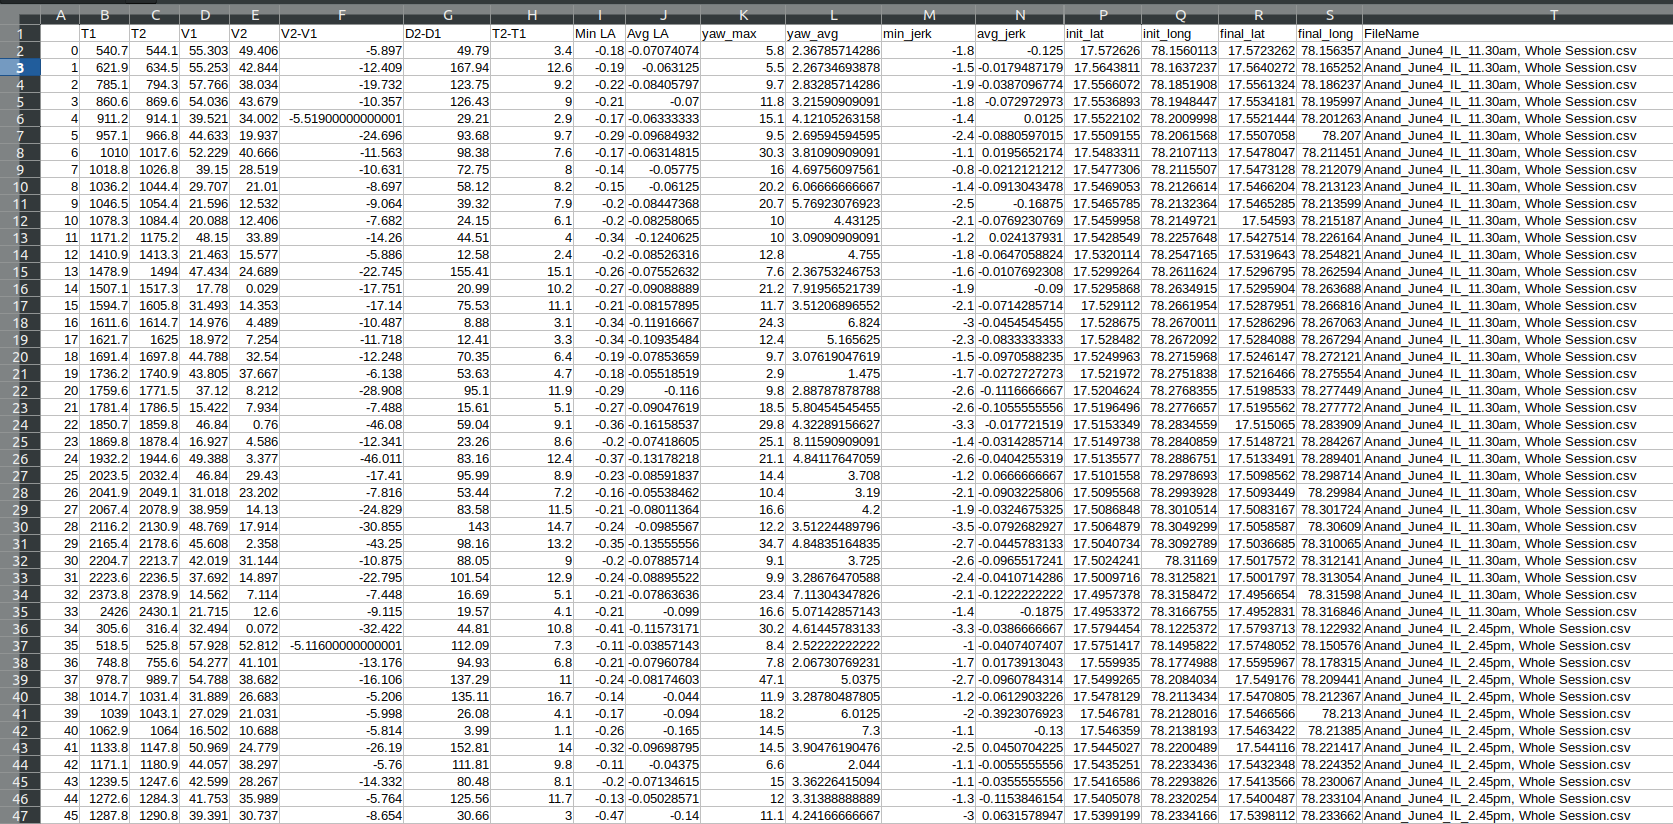 A B C D E F G H I J K L M N P Q R S T
1 T1 T2 V1 V2 V2-V1 D2-D1 T2-T1 Min LA Avg LA yaw_max yaw_avg min_jerk avg_jerk init_lat init_long final_lat final_long FileName
2 0 540.7 544.1 55.303 49.406 -5.897 49.79 3.4 -0.18 -0.07074074 5.8 2.36785714286 -1.8 -0.125 17.572626 78.1560113 17.5723262 78.156357 Anand_June4_IL_11.30am, Whole Session.csv
3 1 621.9 634.5 55.253 42.844 -12.409 167.94 12.6 -0.19 -0.063125 5.5 2.26734693878 -1.5 -0.0179487179 17.5643811 78.1637237 17.5640272 78.165252 Anand_June4_IL_11.30am, Whole Session.csv
4 2 785.1 794.3 57.766 38.034 -19.732 123.75 9.2 -0.22 -0.08405797 9.7 2.83285714286 -1.9 -0.0387096774 17.5566072 78.1851908 17.5561324 78.186237 Anand_June4_IL_11.30am, Whole Session.csv
5 3 860.6 869.6 54.036 43.679 -10.357 126.43 9 -0.21 -0.07 11.8 3.21590909091 -1.8 -0.072972973 17.5536893 78.1948447 17.5534181 78.195997 Anand_June4_IL_11.30am, Whole Session.csv
6 4 911.2 914.1 39.521 34.002 -5.51900000000001 29.21 2.9 -0.17 -0.06333333 15.1 4.12105263158 -1.4 0.0125 17.5522102 78.2009998 17.5521444 78.201263 Anand_June4_IL_11.30am, Whole Session.csv
7 5 957.1 966.8 44.633 19.937 -24.696 93.68 9.7 -0.29 -0.09684932 9.5 2.69594594595 -2.4 -0.0880597015 17.5509155 78.2061568 17.5507058 78.207 Anand_June4_IL_11.30am, Whole Session.csv
8 6 1010 1017.6 52.229 40.666 -11.563 98.38 7.6 -0.17 -0.06314815 30.3 3.81090909091 -1.1 0.0195652174 17.5483311 78.2107113 17.5478047 78.211451 Anand_June4_IL_11.30am, Whole Session.csv
9 7 1018.8 1026.8 39.15 28.519 -10.631 72.75 8 -0.14 -0.05775 16 4.69756097561 -0.8 -0.0212121212 17.5477306 78.2115507 17.5473128 78.212079 Anand_June4_IL_11.30am, Whole Session.csv
10 8 1036.2 1044.4 29.707 21.01 -8.697 58.12 8.2 -0.15 -0.06125 20.2 6.06666666667 -1.4 -0.0913043478 17.5469053 78.2126614 17.5466204 78.213123 Anand_June4_IL_11.30am, Whole Session.csv
11 9 1046.5 1054.4 21.596 12.532 -9.064 39.32 7.9 -0.2 -0.08447368 20.7 5.76923076923 -2.5 -0.16875 17.5465785 78.2132364 17.5465285 78.213599 Anand_June4_IL_11.30am, Whole Session.csv
12 10 1078.3 1084.4 20.088 12.406 -7.682 24.15 6.1 -0.2 -0.08258065 10 4.43125 -2.1 -0.0769230769 17.5459958 78.2149721 17.54593 78.215187 Anand_June4_IL_11.30am, Whole Session.csv
13 11 1171.2 1175.2 48.15 33.89 -14.26 44.51 4 -0.34 -0.1240625 10 3.09090909091 -1.2 0.024137931 17.5428549 78.2257648 17.5427514 78.226164 Anand_June4_IL_11.30am, Whole Session.csv
14 12 1410.9 1413.3 21.463 15.577 -5.886 12.58 2.4 -0.2 -0.08526316 12.8 4.755 -1.8 -0.0647058824 17.5320114 78.2547165 17.5319643 78.254821 Anand_June4_IL_11.30am, Whole Session.csv
15 13 1478.9 1494 47.434 24.689 -22.745 155.41 15.1 -0.26 -0.07552632 7.6 2.36753246753 -1.6 -0.0107692308 17.5299264 78.2611624 17.5296795 78.262594 Anand_June4_IL_11.30am, Whole Session.csv
16 14 1507.1 1517.3 17.78 0.029 -17.751 20.99 10.2 -0.27 -0.09088889 21.2 7.91956521739 -1.9 -0.09 17.5295868 78.2634915 17.5295904 78.263688 Anand_June4_IL_11.30am, Whole Session.csv
17 15 1594.7 1605.8 31.493 14.353 -17.14 75.53 11.1 -0.21 -0.08157895 11.7 3.51206896552 -2.1 -0.0714285714 17.529112 78.2661954 17.5287951 78.266816 Anand_June4_IL_11.30am, Whole Session.csv
18 16 1611.6 1614.7 14.976 4.489 -10.487 8.88 3.1 -0.34 -0.11916667 24.3 6.824 -3 -0.0454545455 17.528675 78.2670011 17.5286296 78.267063 Anand_June4_IL_11.30am, Whole Session.csv
19 17 1621.7 1625 18.972 7.254 -11.718 12.41 3.3 -0.34 -0.10935484 12.4 5.165625 -2.3 -0.0833333333 17.528482 78.2672092 17.5284088 78.267294 Anand_June4_IL_11.30am, Whole Session.csv
20 18 1691.4 1697.8 44.788 32.54 -12.248 70.35 6.4 -0.19 -0.07853659 9.7 3.07619047619 -1.5 -0.0970588235 17.5249963 78.2715968 17.5246147 78.272121 Anand_June4_IL_11.30am, Whole Session.csv
21 19 1736.2 1740.9 43.805 37.667 -6.138 53.63 4.7 -0.18 -0.05518519 2.9 1.475 -1.7 -0.0272727273 17.521972 78.2751838 17.5216466 78.275554 Anand_June4_IL_11.30am, Whole Session.csv
22 20 1759.6 1771.5 37.12 8.212 -28.908 95.1 11.9 -0.29 -0.116 9.8 2.88787878788 -2.6 -0.1116666667 17.5204624 78.2768355 17.5198533 78.277449 Anand_June4_IL_11.30am, Whole Session.csv
23 21 1781.4 1786.5 15.422 7.934 -7.488 15.61 5.1 -0.27 -0.09047619 18.5 5.80454545455 -2.6 -0.1055555556 17.5196496 78.2776657 17.5195562 78.277772 Anand_June4_IL_11.30am, Whole Session.csv
24 22 1850.7 1859.8 46.84 0.76 -46.08 59.04 9.1 -0.36 -0.16158537 29.8 4.32289156627 -3.3 -0.017721519 17.5153349 78.2834559 17.515065 78.283909 Anand_June4_IL_11.30am, Whole Session.csv
25 23 1869.8 1878.4 16.927 4.586 -12.341 23.26 8.6 -0.2 -0.07418605 25.1 8.11590909091 -1.4 -0.0314285714 17.5149738 78.2840859 17.5148721 78.284267 Anand_June4_IL_11.30am, Whole Session.csv
26 24 1932.2 1944.6 49.388 3.377 -46.011 83.16 12.4 -0.37 -0.13178218 21.1 4.84117647059 -2.6 -0.0404255319 17.5135577 78.2886751 17.5133491 78.289401 Anand_June4_IL_11.30am, Whole Session.csv
27 25 2023.5 2032.4 46.84 29.43 -17.41 95.99 8.9 -0.23 -0.08591837 14.4 3.708 -1.2 0.0666666667 17.5101558 78.2978693 17.5098562 78.298714 Anand_June4_IL_11.30am, Whole Session.csv
28 26 2041.9 2049.1 31.018 23.202 -7.816 53.44 7.2 -0.16 -0.05538462 10.4 3.19 -2.1 -0.0903225806 17.5095568 78.2993928 17.5093449 78.29984 Anand_June4_IL_11.30am, Whole Session.csv
29 27 2067.4 2078.9 38.959 14.13 -24.829 83.58 11.5 -0.21 -0.08011364 16.6 4.2 -1.9 -0.0324675325 17.5086848 78.3010514 17.5083167 78.301724 Anand_June4_IL_11.30am, Whole Session.csv
30 28 2116.2 2130.9 48.769 17.914 -30.855 143 14.7 -0.24 -0.0985567 12.2 3.51224489796 -3.5 -0.0792682927 17.5064879 78.3049299 17.5058587 78.30609 Anand_June4_IL_11.30am, Whole Session.csv
31 29 2165.4 2178.6 45.608 2.358 -43.25 98.16 13.2 -0.35 -0.13555556 34.7 4.84835164835 -2.7 -0.0445783133 17.5040734 78.3092789 17.5036685 78.310065 Anand_June4_IL_11.30am, Whole Session.csv
32 30 2204.7 2213.7 42.019 31.144 -10.875 88.05 9 -0.2 -0.07885714 9.1 3.725 -2.6 -0.0965517241 17.5024241 78.31169 17.5017572 78.312141 Anand_June4_IL_11.30am, Whole Session.csv
33 31 2223.6 2236.5 37.692 14.897 -22.795 101.54 12.9 -0.24 -0.08895522 9.9 3.28676470588 -2.4 -0.0410714286 17.5009716 78.3125821 17.5001797 78.313054 Anand_June4_IL_11.30am, Whole Session.csv
34 32 2373.8 2378.9 14.562 7.114 -7.448 16.69 5.1 -0.21 -0.07863636 23.4 7.11304347826 -2.1 -0.1222222222 17.4957378 78.3158472 17.4956654 78.31598 Anand_June4_IL_11.30am, Whole Session.csv
35 33 2426 2430.1 21.715 12.6 -9.115 19.57 4.1 -0.21 -0.099 16.6 5.07142857143 -1.4 -0.1875 17.4953372 78.3166755 17.4952831 78.316846 Anand_June4_IL_11.30am, Whole Session.csv
36 34 305.6 316.4 32.494 0.072 -32.422 44.81 10.8 -0.41 -0.11573171 30.2 4.61445783133 -3.3 -0.0386666667 17.5794454 78.1225372 17.5793713 78.122932 Anand_June4_IL_2.45pm, Whole Session.csv
37 35 518.5 525.8 57.928 52.812 -5.11600000000001 112.09 7.3 -0.11 -0.03857143 8.4 2.52222222222 -1 -0.0407407407 17.5751417 78.1495822 17.5748052 78.150576 Anand_June4_IL_2.45pm, Whole Session.csv
38 36 748.8 755.6 54.277 41.101 -13.176 94.93 6.8 -0.21 -0.07960784 7.8 2.06730769231 -1.7 0.0173913043 17.559935 78.1774988 17.5595967 78.178315 Anand_June4_IL_2.45pm, Whole Session.csv
39 37 978.7 989.7 54.788 38.682 -16.106 137.29 11 -0.24 -0.08174603 47.1 5.0375 -2.7 -0.0960784314 17.5499265 78.2084034 17.549176 78.209441 Anand_June4_IL_2.45pm, Whole Session.csv
40 38 1014.7 1031.4 31.889 26.683 -5.206 135.11 16.7 -0.14 -0.044 11.9 3.28780487805 -1.2 -0.0612903226 17.5478129 78.2113434 17.5470805 78.212367 Anand_June4_IL_2.45pm, Whole Session.csv
41 39 1039 1043.1 27.029 21.031 -5.998 26.08 4.1 -0.17 -0.094 18.2 6.0125 -2 -0.3923076923 17.546781 78.2128016 17.5466566 78.213 Anand_June4_IL_2.45pm, Whole Session.csv
42 40 1062.9 1064 16.502 10.688 -5.814 3.99 1.1 -0.26 -0.165 14.5 7.3 -1.1 -0.13 17.546359 78.2138193 17.5463422 78.21385 Anand_June4_IL_2.45pm, Whole Session.csv
43 41 1133.8 1147.8 50.969 24.779 -26.19 152.81 14 -0.32 -0.09698795 14.5 3.90476190476 -2.5 0.0450704225 17.5445027 78.2200489 17.544116 78.221417 Anand_June4_IL_2.45pm, Whole Session.csv
44 42 1171.1 1180.9 44.057 38.297 -5.76 111.81 9.8 -0.11 -0.04375 6.6 2.044 -1.1 -0.0055555556 17.5435251 78.2233436 17.5432348 78.224352 Anand_June4_IL_2.45pm, Whole Session.csv
45 43 1239.5 1247.6 42.599 28.267 -14.332 80.48 8.1 -0.2 -0.07134615 15 3.36226415094 -1.1 -0.0355555556 17.5416586 78.2293826 17.5413566 78.230067 Anand_June4_IL_2.45pm, Whole Session.csv
46 44 1272.6 1284.3 41.753 35.989 -5.764 125.56 11.7 -0.13 -0.05028571 12 3.31388888889 -1.3 -0.1153846154 17.5405078 78.2320254 17.5400487 78.233104 Anand_June4_IL_2.45pm, Whole Session.csv
47 45 1287.8 1290.8 39.391 30.737 -8.654 30.66 3 -0.47 -0.14 11.1 4.24166666667 -3 0.0631578947 17.5399199 78.2334166 17.5398112 78.233662 Anand_June4_IL_2.45pm, Whole Session.csv